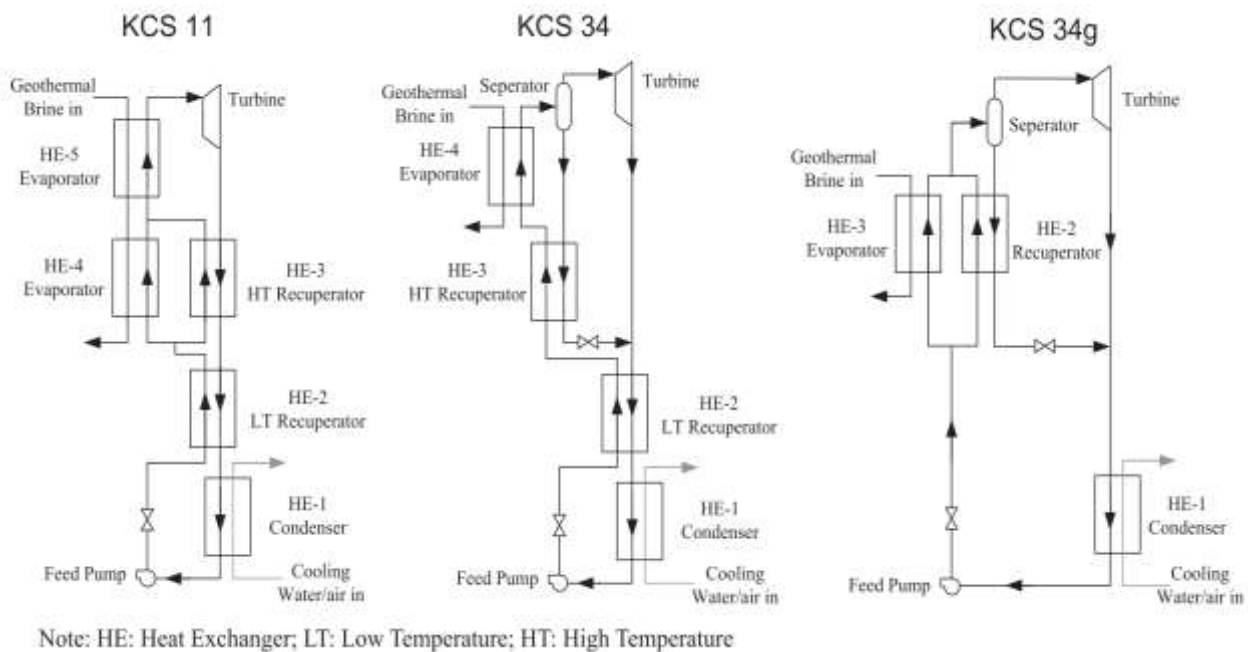 KCS 11
Geothermal
Brine in
Turbine
HE-5
Evaporator
HE-4
Evaporator
HE-3
HT Recuperator
HE-2
LT Recuperator
HE-1
Condenser
Feed Pump
Cooling
Water/air in
KCS 34
Seperator
Geothermal
Brine in
Turbine
HE-4
Evaporator
HE-3
HT Recuperator
HE-2
LT Recuperator
HE-1
Condenser
Feed Pump
Cooling
Water/air in
KCS 34g
Turbine
Seperator
Geothermal
Brine in
HE-3
Evaporator
HE-2
Recuperator
HE-1
Condenser
Feed Pump
Cooling
Water/air in
Note: HE: Heat Exchanger; LT: Low Temperature; HT: High Temperature